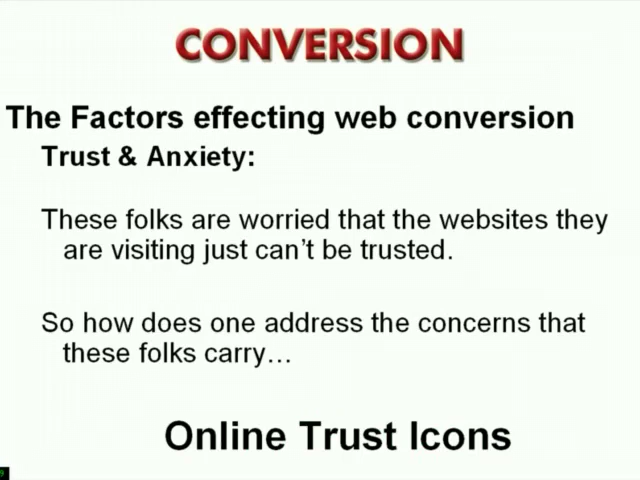 CONVERSION
The Factors effecting web conversion
Trust & Anxiety:
These folks are worried that the websites they
are visiting just can't be trusted.
So how does one address the concerns that
these folks carry…
Online Trust Icons